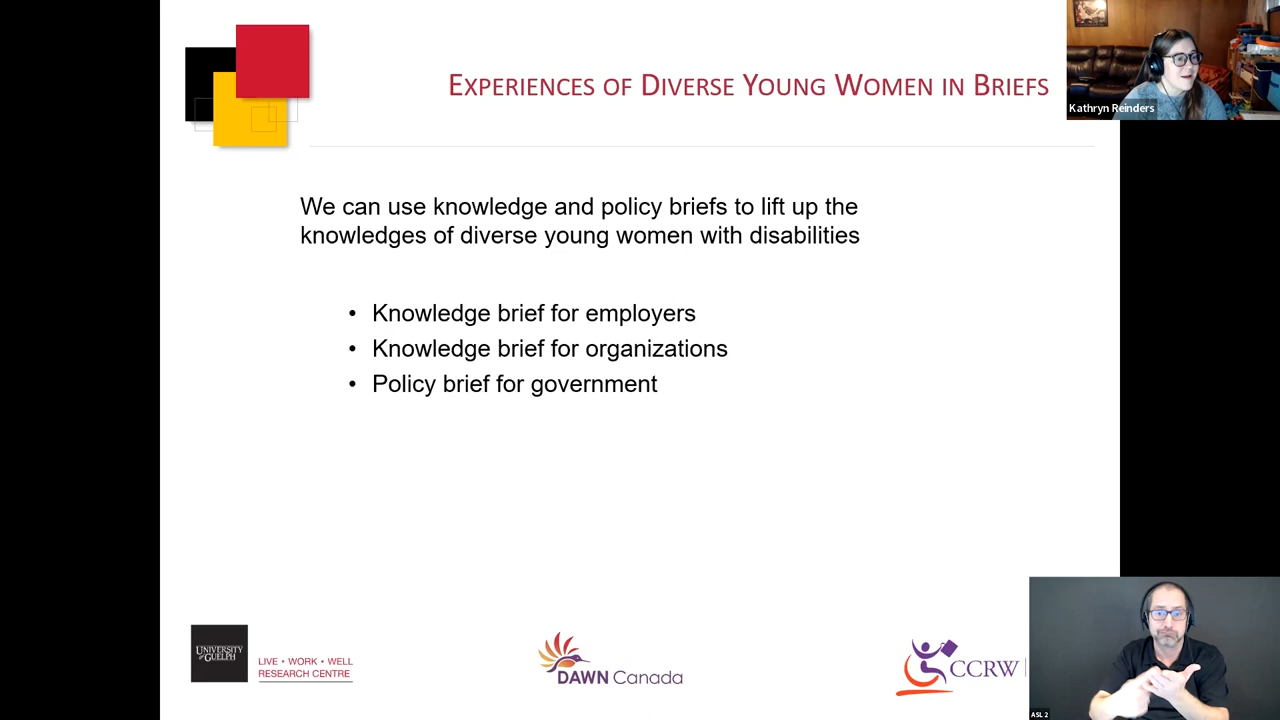 EXPERIENCES OF DIVERSE YOUNG WOMEN IN BRIEFS
Kathryn Reinders
We can use knowledge and policy briefs to lift up the
knowledges of diverse young women with disabilities
• Knowledge brief for employers
• Knowledge brief for organizations
• Policy brief for government
UNIVERSITY
OF GUELPH
LIVE • WORK • WELL
RESEARCH CENTRE
DAWN Canada
CCRW
ASL 2